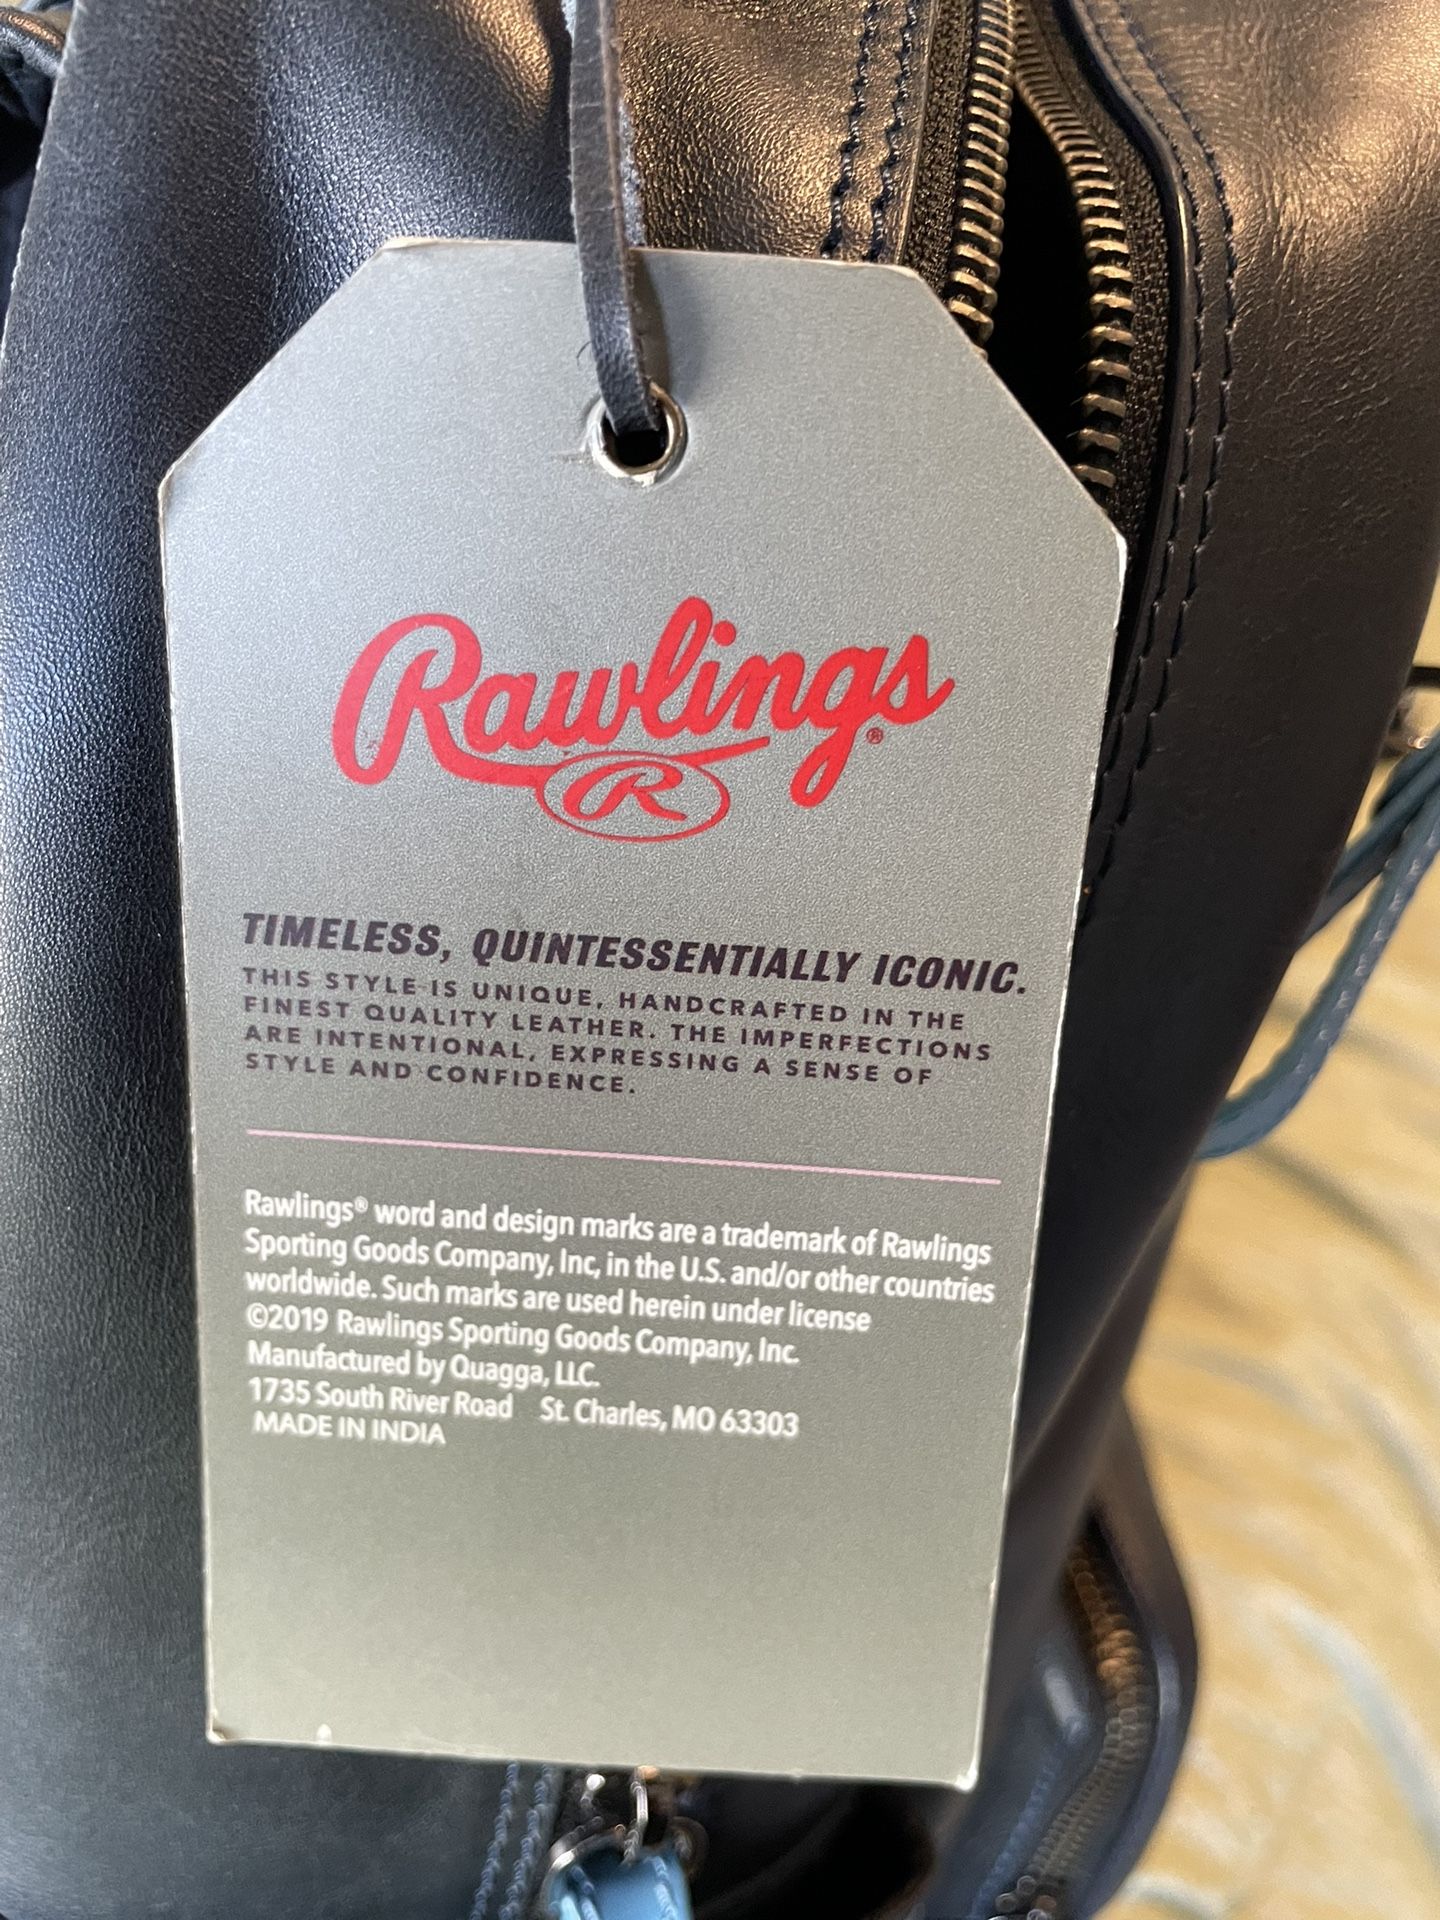 Rawlings®
R
TIMELESS, QUINTESSENTIALLY ICONIC.
THIS STYLE IS UNIQUE, HANDCRAFTED IN THE
FINEST QUALITY LEATHER. THE IMPERFECTIONS
ARE INTENTIONAL, EXPRESSING A SENSE OF
STYLE AND CONFIDENCE.
Rawlings® word and design marks are a trademark of Rawlings
Sporting Goods Company, Inc, in the U.S. and/or other countries
worldwide. Such marks are used herein under license
©2019 Rawlings Sporting Goods Company, Inc.
Manufactured by Quagga, LLC.
1735 South River Road St. Charles, MO 63303
MADE IN INDIA